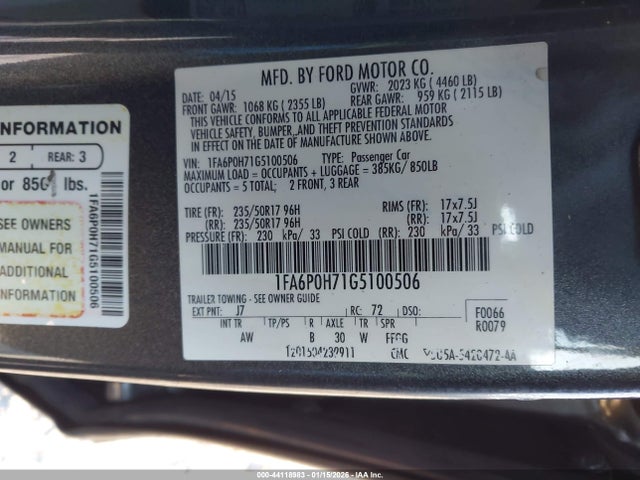 MFD. BY FORD MOTOR CO.
DATE: 04/15
GVWR: 2023 KG ( 4460 LB)
FRONT GAWR: 1068 KG ( 2355 LB)
REAR GAWR: 959 KG ( 2115 LB)
THIS VEHICLE CONFORMS TO ALL APPLICABLE FEDERAL MOTOR
VEHICLE SAFETY, BUMPER, AND THEFT PREVENTION STANDARDS
IN EFFECT ON THE DATE OF MANUFACTURE SHOWN ABOVE.
VIN: 1FA6P0H71G5100506 TYPE: Passenger Car
MAXIMUM LOAD = OCCUPANTS + LUGGAGE = 385KG/ 850LB
OCCUPANTS = 5 TOTAL; 2 FRONT, 3 REAR
TIRE (FR): 235/50R17 96H RIMS (FR): 17x7.5J
(RR): 235/50R17 96H (RR): 17x7.5J
PRESSURE (FR): 230 kPa/ 33 PSI COLD (RR) 230 kPa/ 33 PSI COLD
1FA6P0H71G5100506
TRAILER TOWING - SEE OWNER GUIDE
EXT PNT: J7 RC: 72 DSO:
F0066
R0079
INT TR TP/PS R AXLE TR SPR
AW B 30 W FFGG
CMC
INFORMATION
2 REAR: 3
or 850 lbs.
SEE OWNERS
MANUAL FOR
ADDITIONAL
INFORMATION
1FA6P0H71G5100506
000-44118983 | 01/15/2026 - Copyright © IAA, Inc.